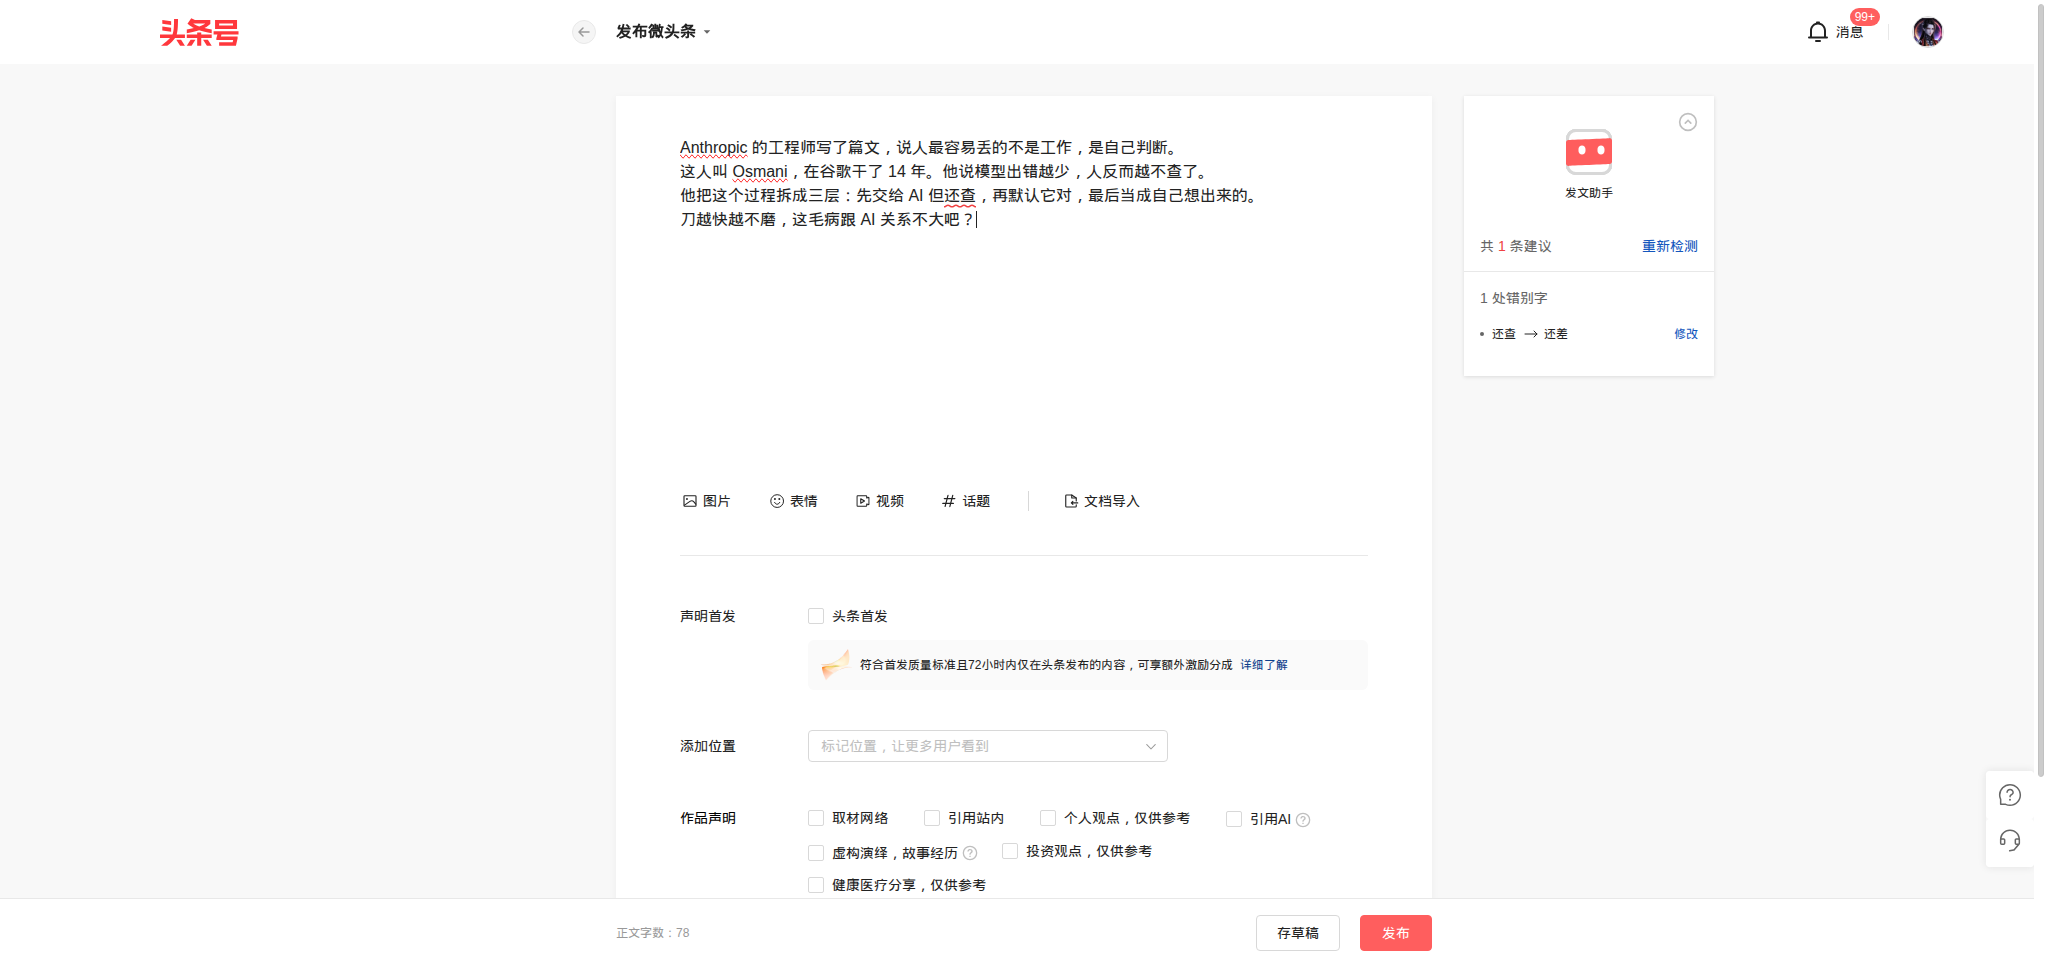 头条号
发布微头条
消息
99+
Anthropic 的工程师写了篇文，说人最容易丢的不是工作，是自己判断。
这人叫 Osmani，在谷歌干了 14 年。他说模型出错越少，人反而越不查了。
他把这个过程拆成三层：先交给 AI 但还查，再默认它对，最后当成自己想出来的。
刀越快越不磨，这毛病跟 AI 关系不大吧？
发文助手
共 1 条建议
重新检测
1 处错别字
还查 → 还差
修改
图片
表情
视频
# 话题
文档导入
声明首发
头条首发
符合首发质量标准且72小时内仅在头条发布的内容，可享额外激励分成 详细了解
添加位置
标记位置，让更多用户看到
作品声明
取材网络
引用站内
个人观点，仅供参考
引用AI
虚构演绎，故事经历
投资观点，仅供参考
健康医疗分享，仅供参考
正文字数：78
存草稿
发布